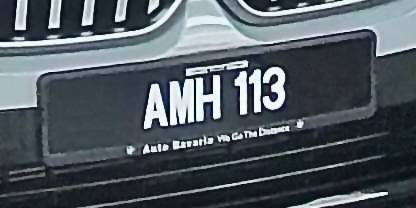 AMH 113
Auto Bavaria We Go The Distance